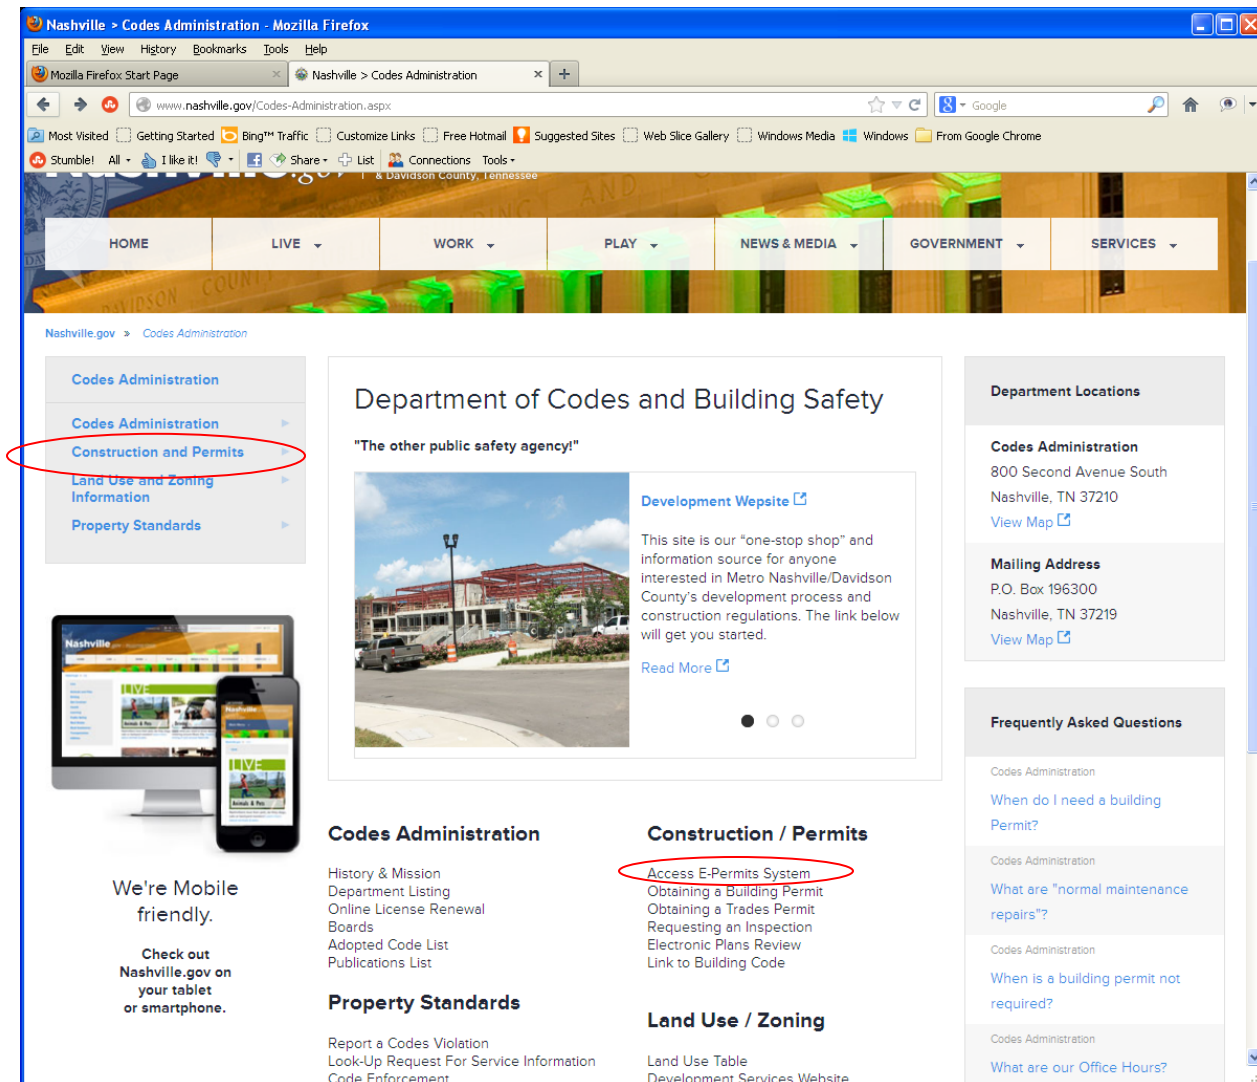 Nashville > Codes Administration - Mozilla Firefox
File Edit View History Bookmarks Tools Help
Mozilla Firefox Start Page × Nashville > Codes Administration × +
www.nashville.gov/Codes-Administration.aspx Google
Most Visited Getting Started Bing™ Traffic Customize Links Free Hotmail Suggested Sites Web Slice Gallery Windows Media Windows From Google Chrome
Stumble! All I like it! Share List Connections Tools
Nashville.gov & Davidson County, Tennessee
HOME LIVE WORK PLAY NEWS & MEDIA GOVERNMENT SERVICES
Nashville.gov » Codes Administration
Codes Administration
Codes Administration
Construction and Permits
Land Use and Zoning
Information
Property Standards
We're Mobile
friendly.
Check out
Nashville.gov on
your tablet
or smartphone.
Department of Codes and Building Safety
"The other public safety agency!"
Development Wepsite
This site is our "one-stop shop" and
information source for anyone
interested in Metro Nashville/Davidson
County's development process and
construction regulations. The link below
will get you started.
Read More
Codes Administration
History & Mission
Department Listing
Online License Renewal
Boards
Adopted Code List
Publications List
Property Standards
Report a Codes Violation
Look-Up Request For Service Information
Code Enforcement
Construction / Permits
Access E-Permits System
Obtaining a Building Permit
Obtaining a Trades Permit
Requesting an Inspection
Electronic Plans Review
Link to Building Code
Land Use / Zoning
Land Use Table
Development Services Website
Department Locations
Codes Administration
800 Second Avenue South
Nashville, TN 37210
View Map
Mailing Address
P.O. Box 196300
Nashville, TN 37219
View Map
Frequently Asked Questions
Codes Administration
When do I need a building
Permit?
Codes Administration
What are "normal maintenance
repairs"?
Codes Administration
When is a building permit not
required?
Codes Administration
What are our Office Hours?